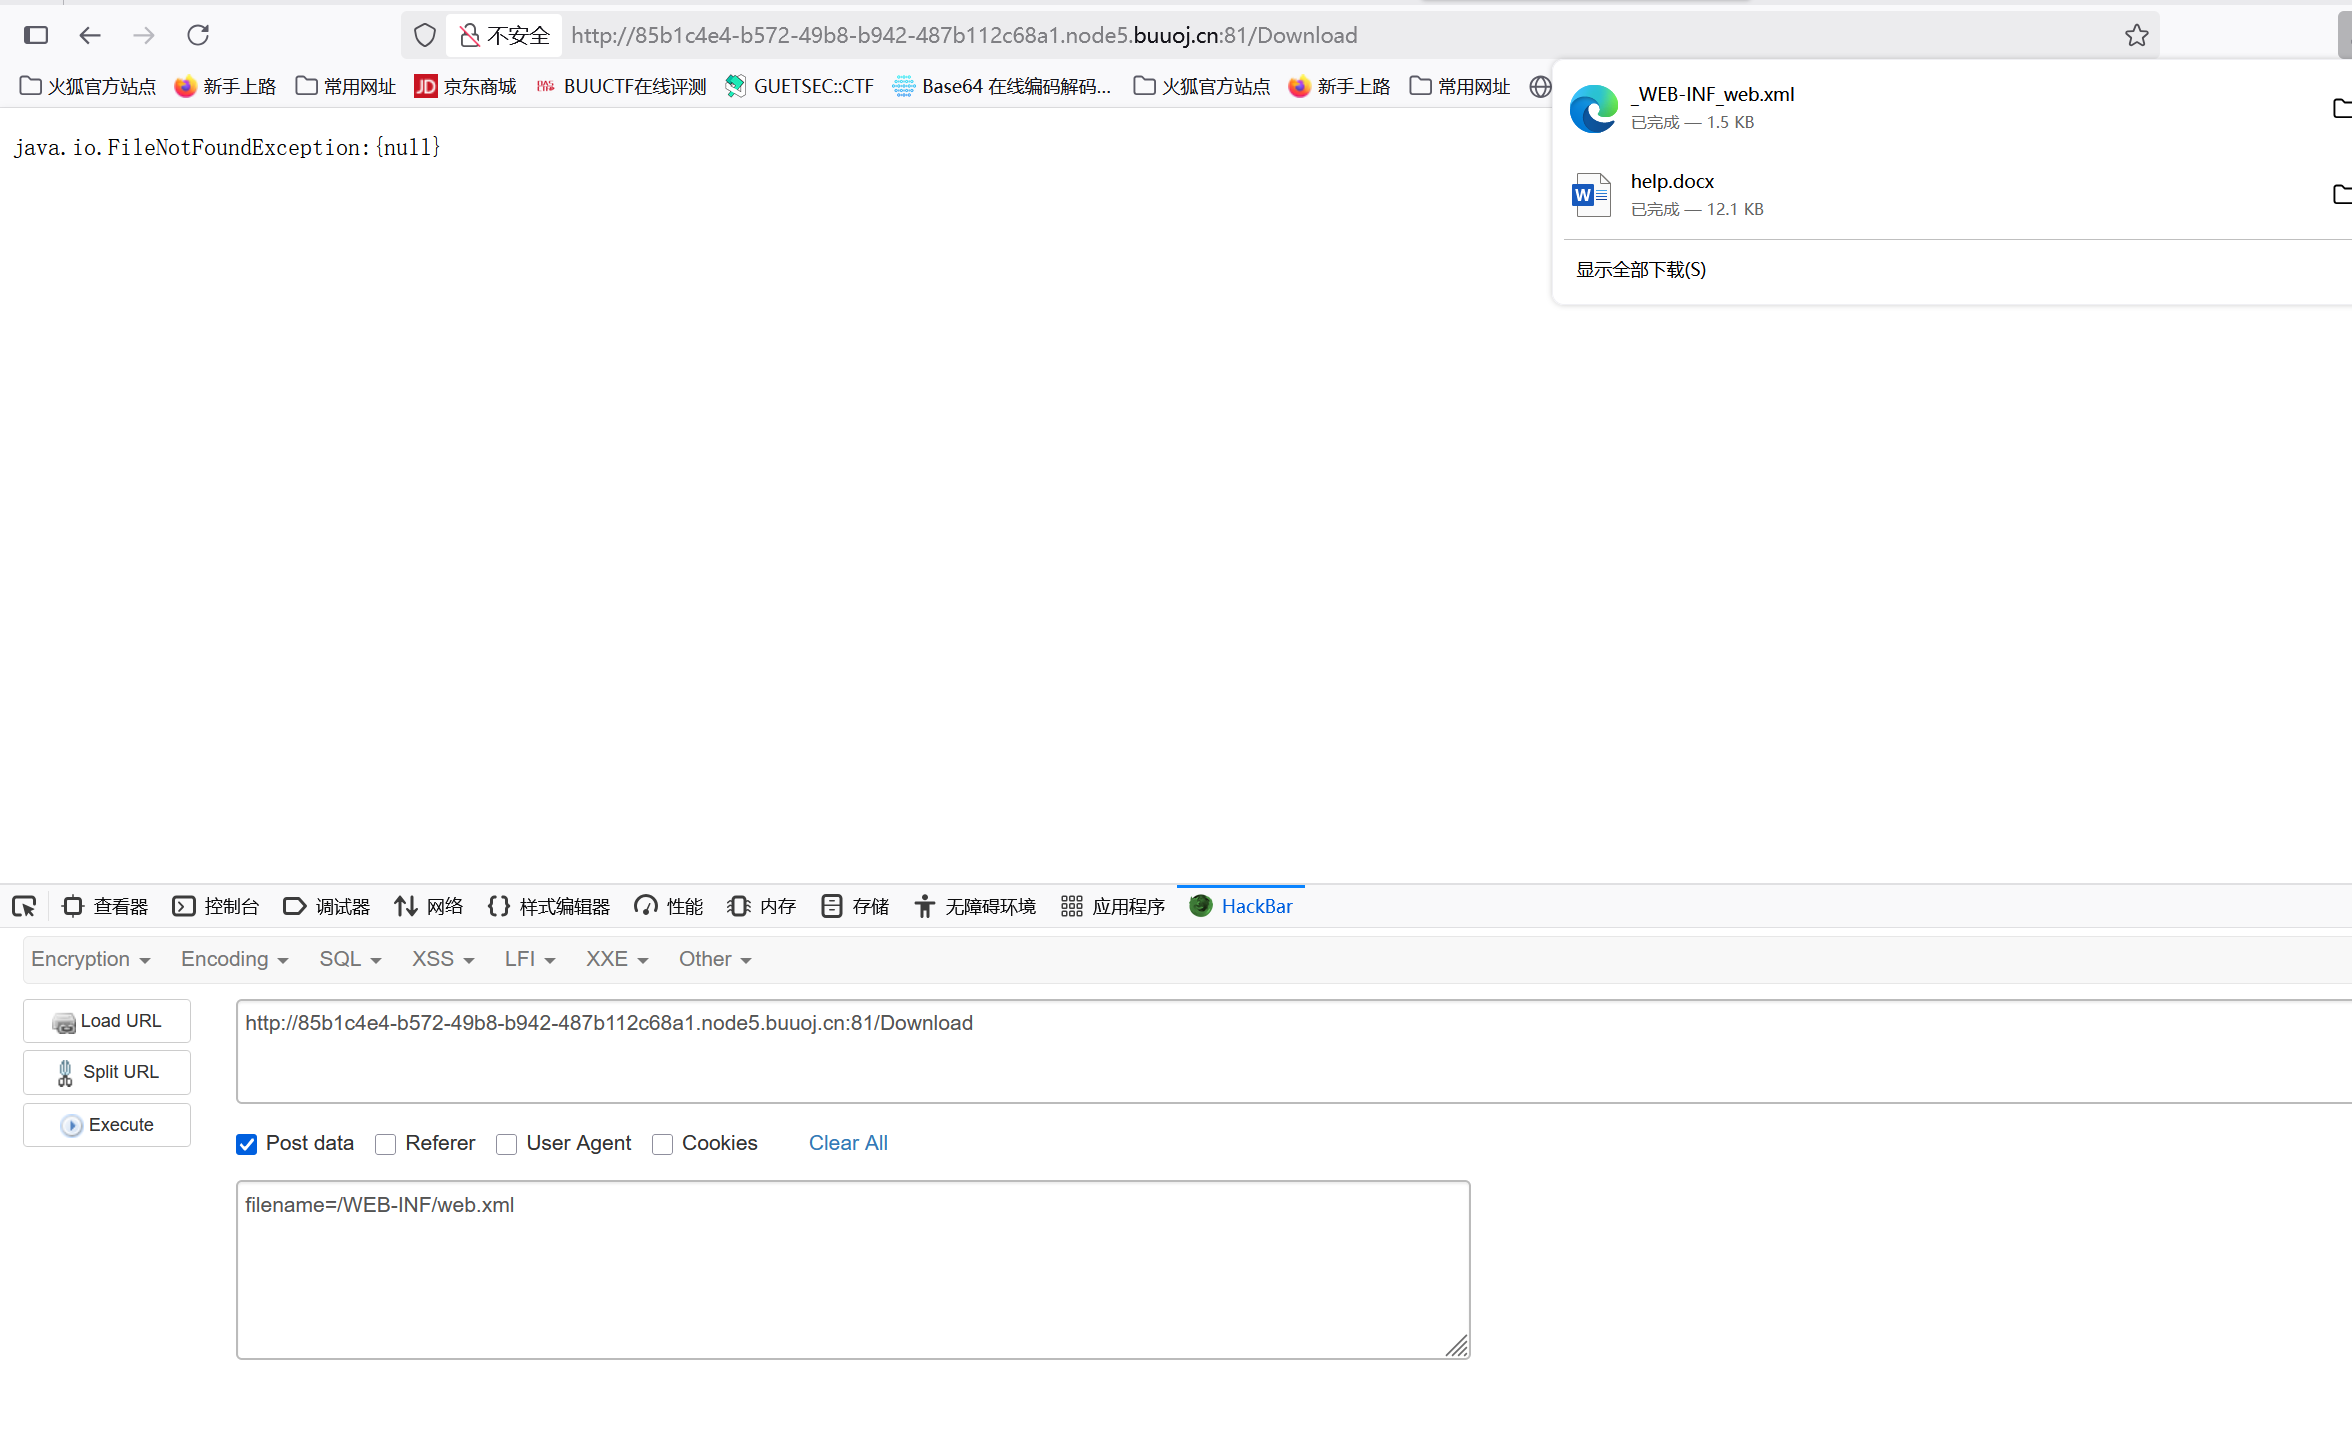 不安全 http://85b1c4e4-b572-49b8-b942-487b112c68a1.node5.buuoj.cn:81/Download
火狐官方站点 新手上路 常用网址 JD 京东商城 BUUCTF在线评测 GUETSEC::CTF Base64 在线编码解码... 火狐官方站点 新手上路 常用网址
_WEB-INF_web.xml
已完成 — 1.5 KB
java.io.FileNotFoundException:{null}
W help.docx
已完成 — 12.1 KB
显示全部下载(S)
查看器 控制台 调试器 网络 样式编辑器 性能 内存 存储 无障碍环境 应用程序 HackBar
Encryption Encoding SQL XSS LFI XXE Other
Load URL http://85b1c4e4-b572-49b8-b942-487b112c68a1.node5.buuoj.cn:81/Download
Split URL
Execute
Post data Referer User Agent Cookies Clear All
filename=/WEB-INF/web.xml